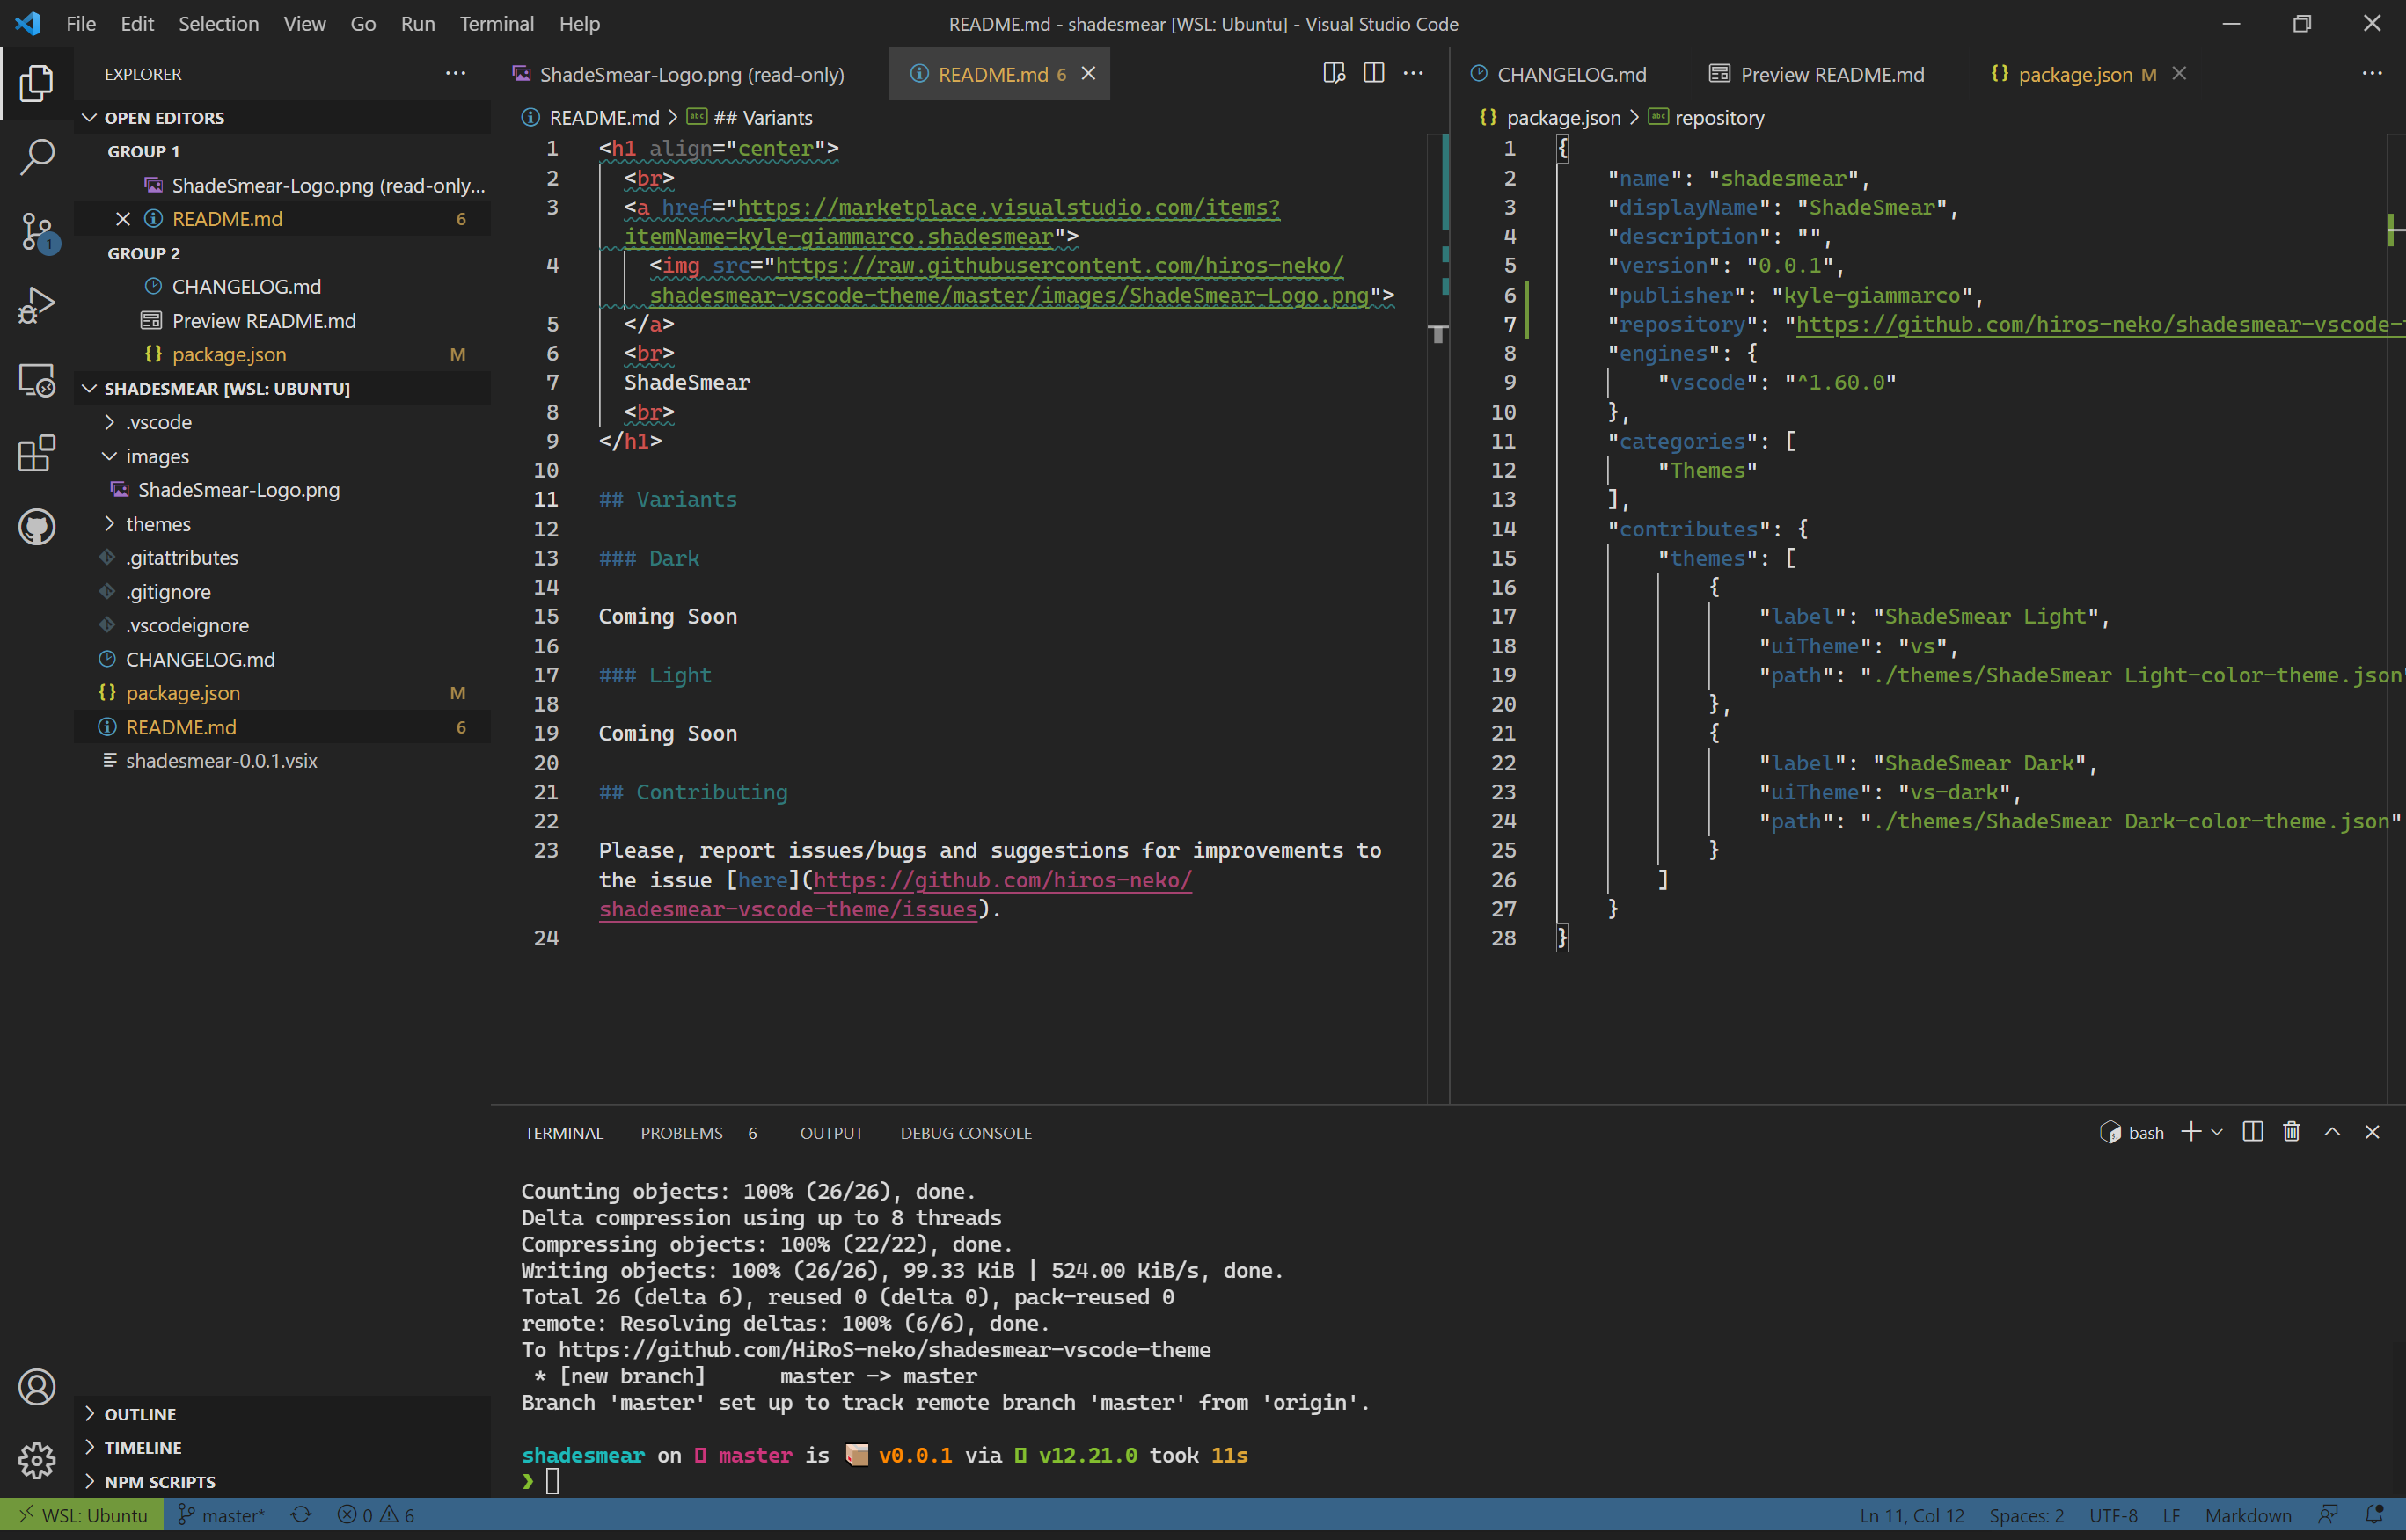 File Edit Selection View Go Run Terminal Help
README.md - shadesmear [WSL: Ubuntu] - Visual Studio Code
EXPLORER
OPEN EDITORS
GROUP 1
ShadeSmear-Logo.png (read-only...
README.md 6
GROUP 2
CHANGELOG.md
Preview README.md
{} package.json M
SHADESMEAR [WSL: UBUNTU]
.vscode
images
ShadeSmear-Logo.png
themes
.gitattributes
.gitignore
.vscodeignore
CHANGELOG.md
{} package.json M
README.md 6
shadesmear-0.0.1.vsix
OUTLINE
TIMELINE
NPM SCRIPTS
1
ShadeSmear-Logo.png (read-only) README.md 6
README.md > ## Variants
1 <h1 align="center">
2 <br>
3 <a href="https://marketplace.visualstudio.com/items?
itemName=kyle-giammarco.shadesmear">
4 <img src="https://raw.githubusercontent.com/hiros-neko/
shadesmear-vscode-theme/master/images/ShadeSmear-Logo.png">
5 </a>
6 <br>
7 ShadeSmear
8 <br>
9 </h1>
10
11 ## Variants
12
13 ### Dark
14
15 Coming Soon
16
17 ### Light
18
19 Coming Soon
20
21 ## Contributing
22
23 Please, report issues/bugs and suggestions for improvements to
the issue [here](https://github.com/hiros-neko/
shadesmear-vscode-theme/issues).
24
CHANGELOG.md Preview README.md {} package.json M
{} package.json > repository
1 {
2 "name": "shadesmear",
3 "displayName": "ShadeSmear",
4 "description": "",
5 "version": "0.0.1",
6 "publisher": "kyle-giammarco",
7 "repository": "https://github.com/hiros-neko/shadesmear-vscode-
8 "engines": {
9 "vscode": "^1.60.0"
10 },
11 "categories": [
12 "Themes"
13 ],
14 "contributes": {
15 "themes": [
16 {
17 "label": "ShadeSmear Light",
18 "uiTheme": "vs",
19 "path": "./themes/ShadeSmear Light-color-theme.json"
20 },
21 {
22 "label": "ShadeSmear Dark",
23 "uiTheme": "vs-dark",
24 "path": "./themes/ShadeSmear Dark-color-theme.json"
25 }
26 ]
27 }
28 }
TERMINAL PROBLEMS 6 OUTPUT DEBUG CONSOLE
bash
Counting objects: 100% (26/26), done.
Delta compression using up to 8 threads
Compressing objects: 100% (22/22), done.
Writing objects: 100% (26/26), 99.33 KiB | 524.00 KiB/s, done.
Total 26 (delta 6), reused 0 (delta 0), pack-reused 0
remote: Resolving deltas: 100% (6/6), done.
To https://github.com/HiRoS-neko/shadesmear-vscode-theme
* [new branch] master -> master
Branch 'master' set up to track remote branch 'master' from 'origin'.
shadesmear on master is v0.0.1 via v12.21.0 took 11s
❯
WSL: Ubuntu master* 0 6
Ln 11, Col 12 Spaces: 2 UTF-8 LF Markdown